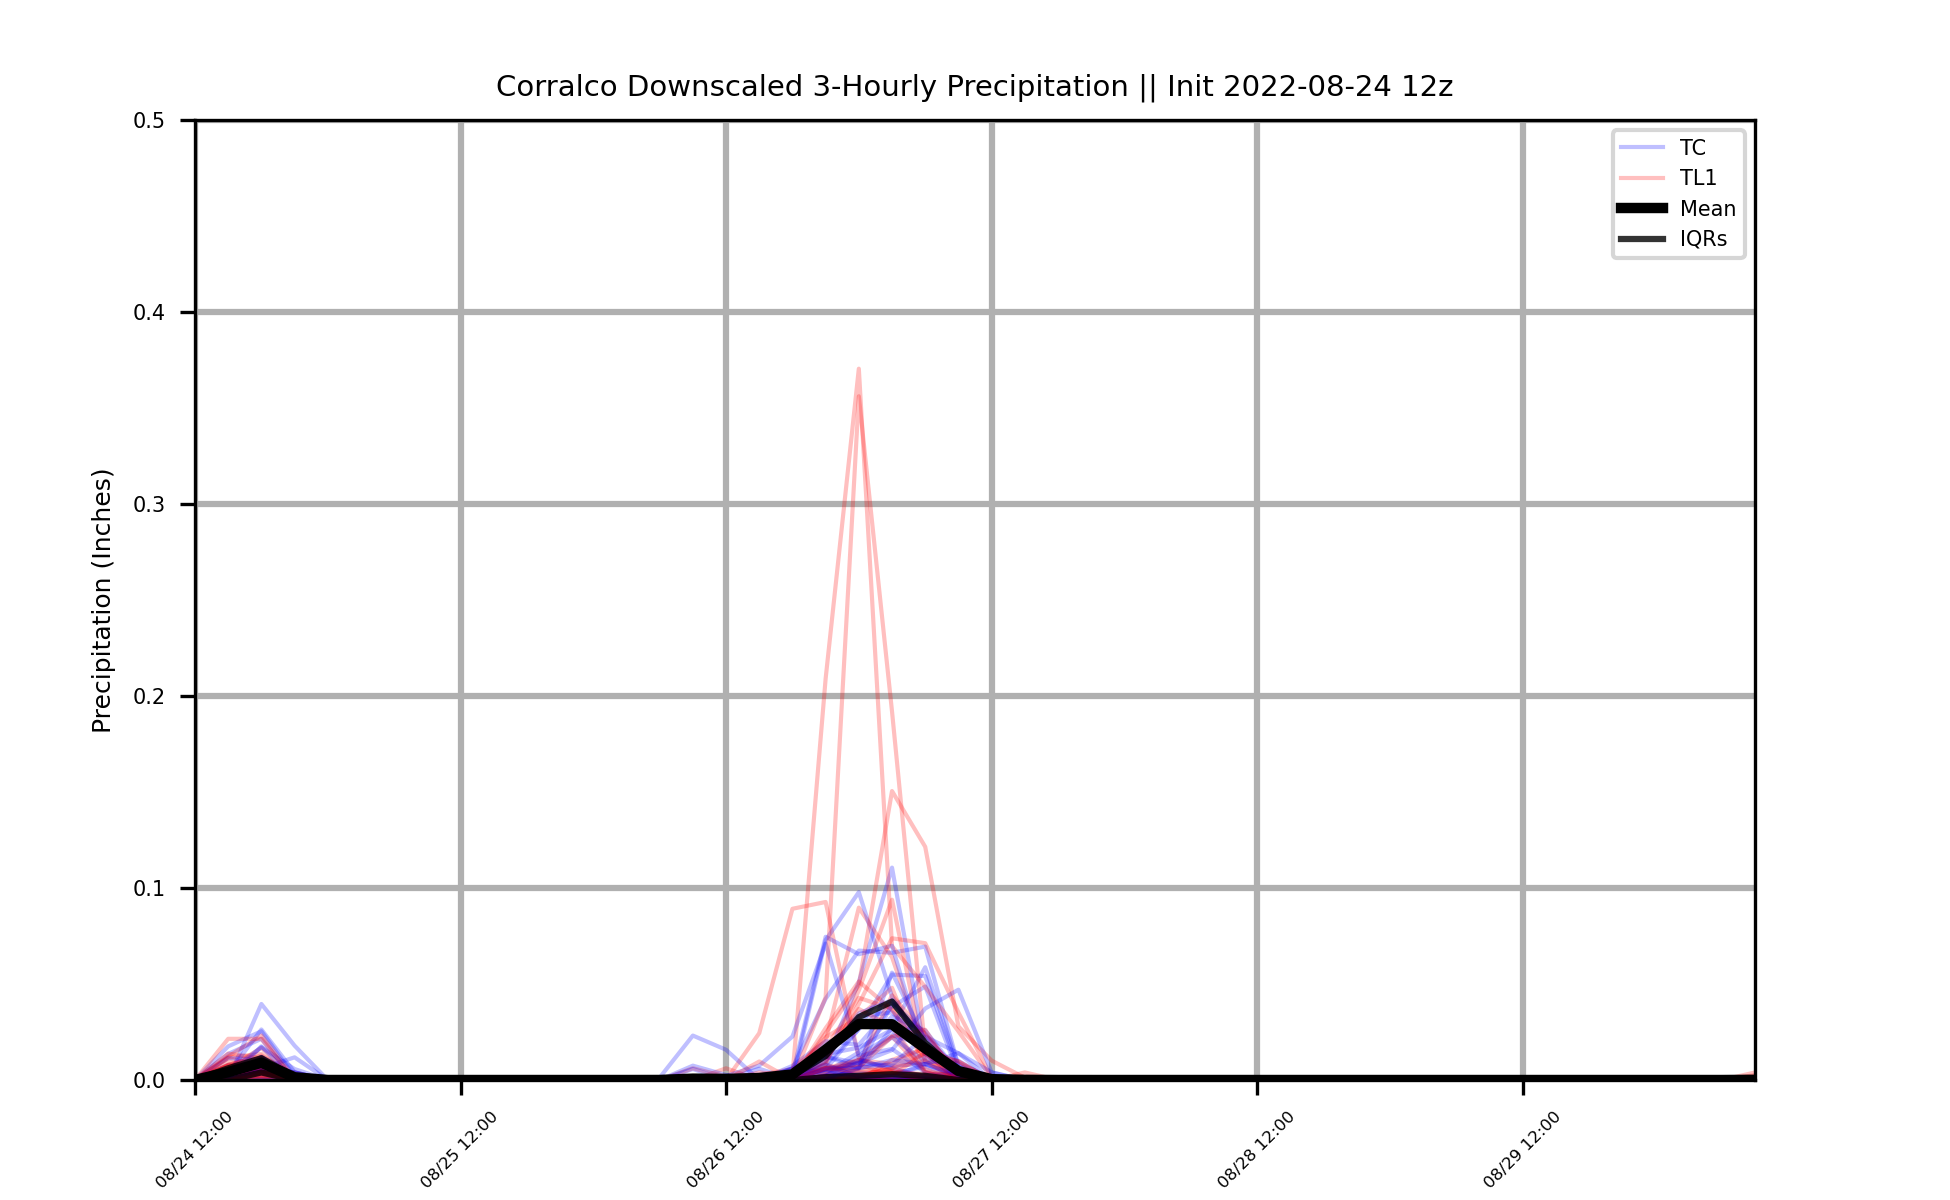 Corralco Downscaled 3-Hourly Precipitation || Init 2022-08-24 12z
Precipitation (Inches)
0.5
0.4
0.3
0.2
0.1
0.0
TC
TL1
Mean
IQRs
08/24 12:00
08/25 12:00
08/26 12:00
08/27 12:00
08/28 12:00
08/29 12:00